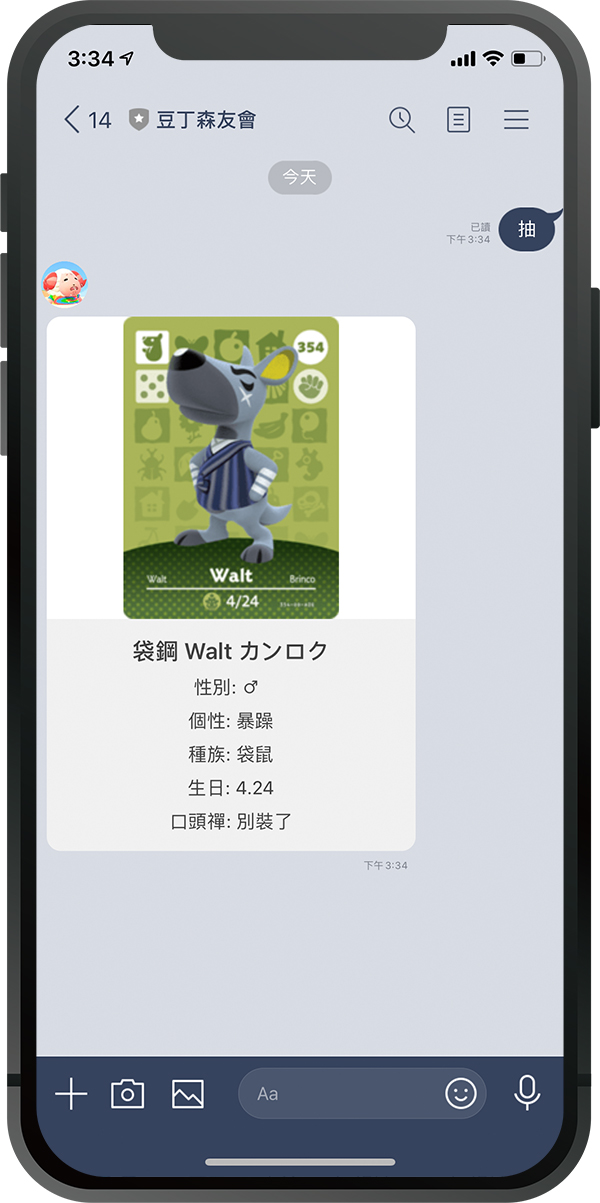 3:34
14 豆丁森友會
今天
抽
已讀
下午3:34
354
Walt Walt Brinco
4/24
袋鋼 Walt カンロク
性別: ♂
個性: 暴躁
種族: 袋鼠
生日: 4.24
口頭禪: 別裝了
下午3:34
Aa